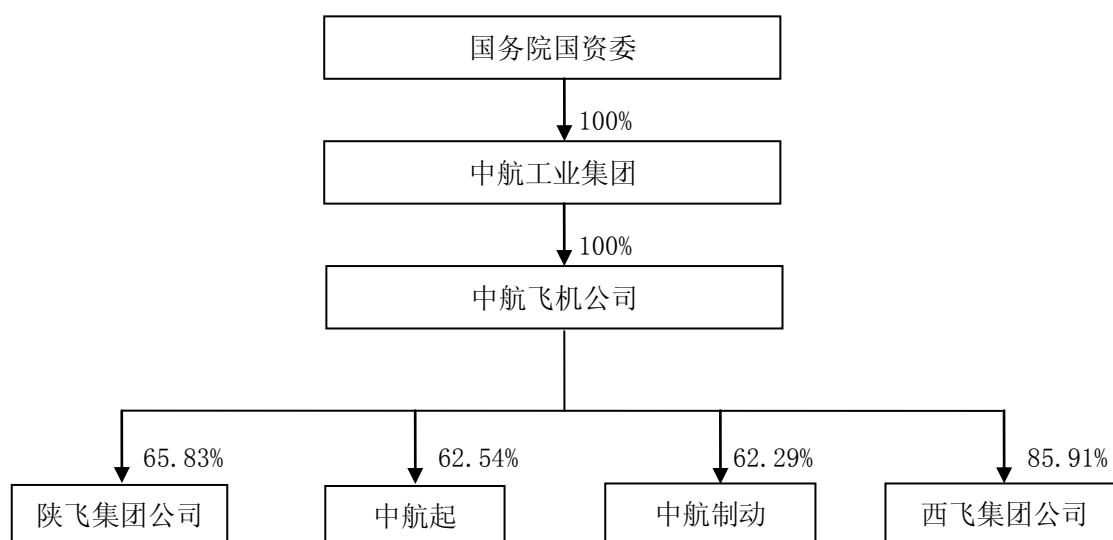 国务院国资委
100%
中航工业集团
100%
中航飞机公司
65.83%
62.54%
62.29%
85.91%
陕飞集团公司
中航起
中航制动
西飞集团公司